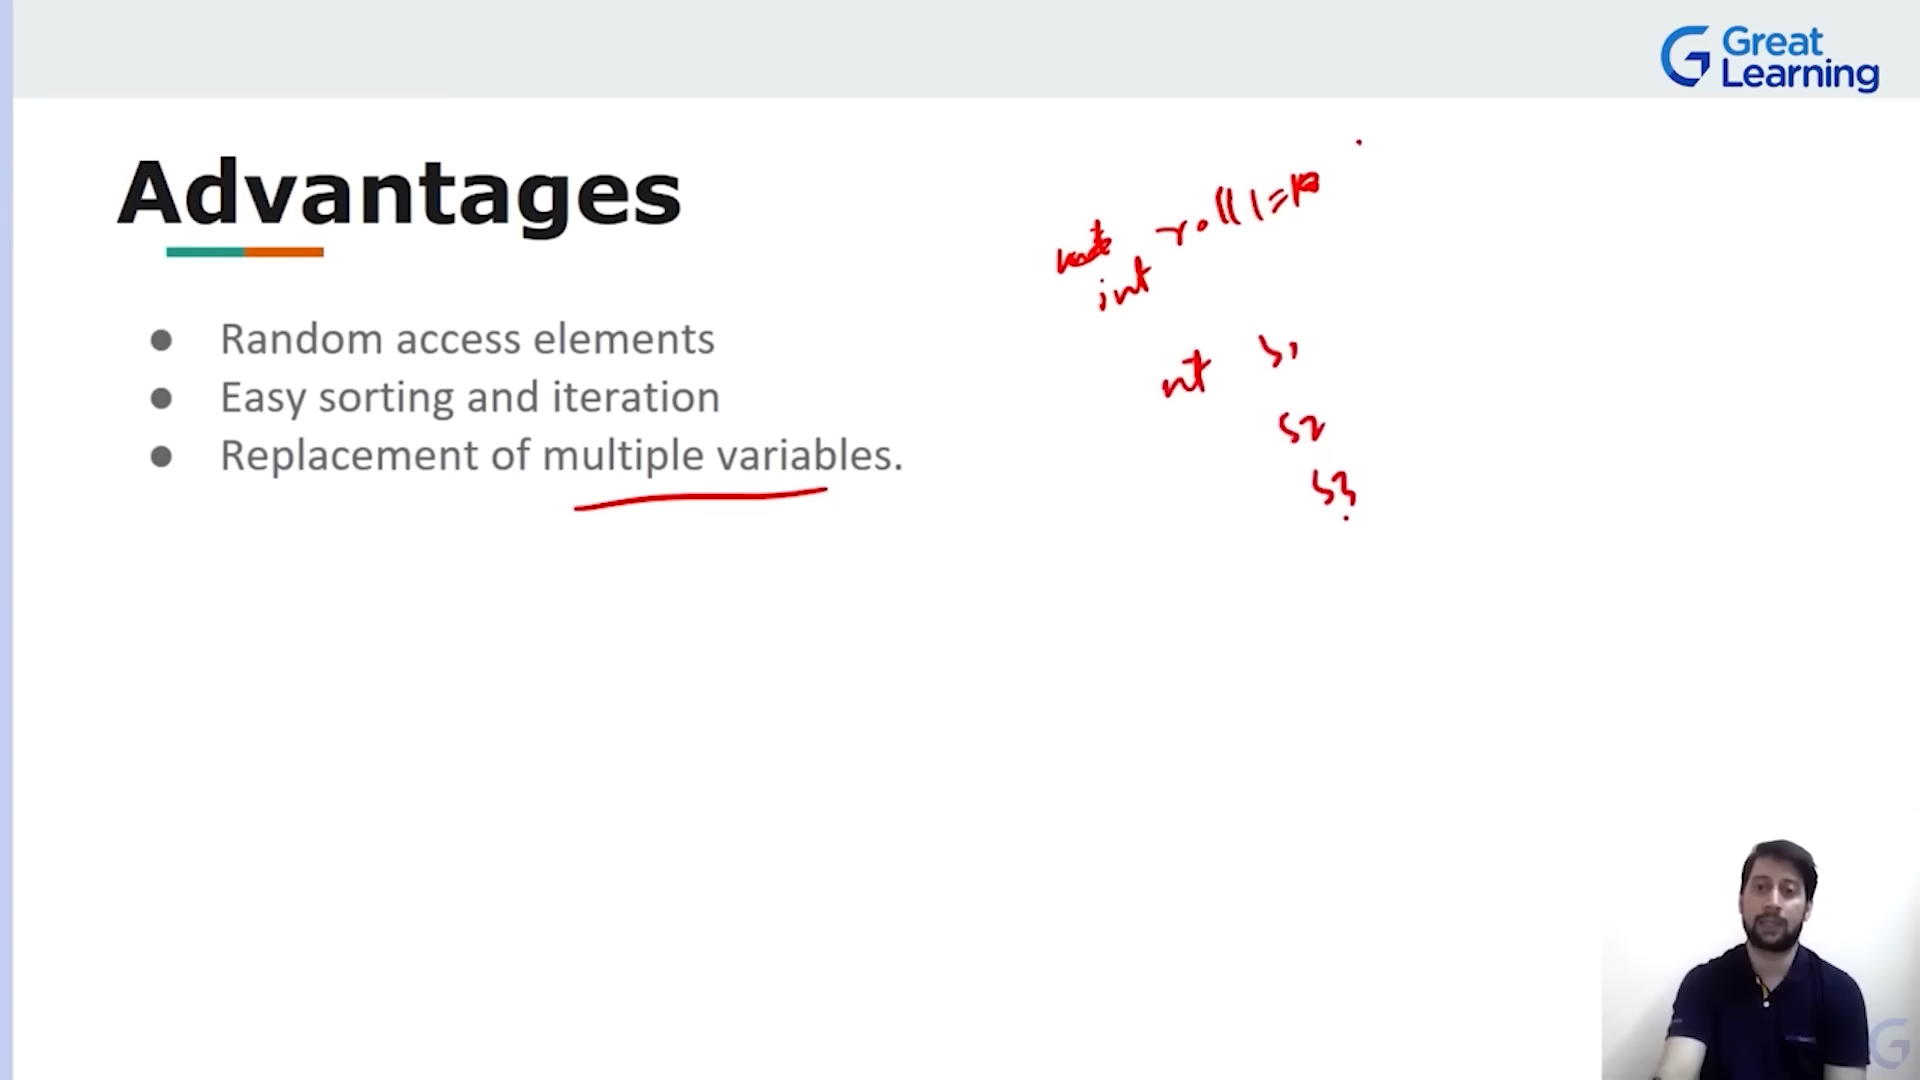 Great
Learning
Advantages
Random access elements
Easy sorting and iteration
Replacement of multiple variables.
int roll1=
int s1
s2
s3